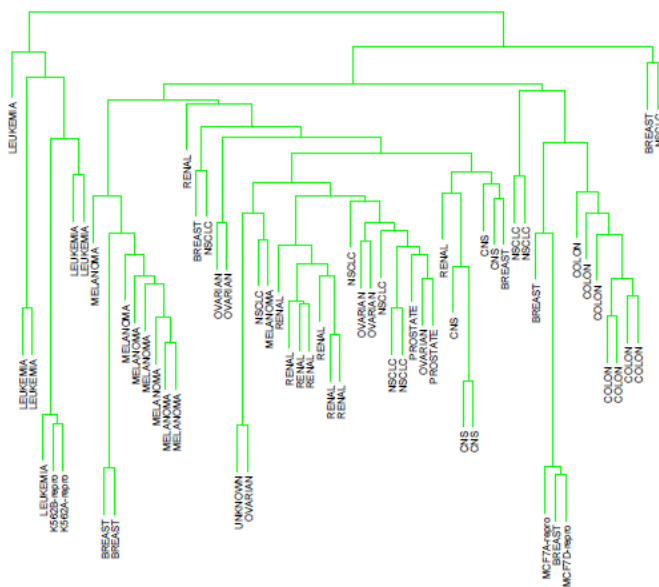 LEUKEMIA
LEUKEMIA
LEUKEMIA
LEUKEMIA
K562B-repro
K562A-repro
LEUKEMIA
LEUKEMIA
MELANOMA
BREAST
BREAST
MELANOMA
MELANOMA
MELANOMA
MELANOMA
MELANOMA
MELANOMA
RENAL
BREAST
NSCLC
OVARIAN
OVARIAN
UNKNOWN
OVARIAN
NSCLC
MELANOMA
RENAL
RENAL
RENAL
RENAL
RENAL
RENAL
RENAL
NSCLC
OVARIAN
OVARIAN
NSCLC
NSCLC
NSCLC
PROSTATE
OVARIAN
PROSTATE
RENAL
CNS
CNS
CNS
CNS
CNS
BREAST
NSCLC
NSCLC
BREAST
MCF7A-repro
BREAST
MCF7D-repro
COLON
COLON
COLON
COLON
COLON
COLON
COLON
BREAST
NSCLC